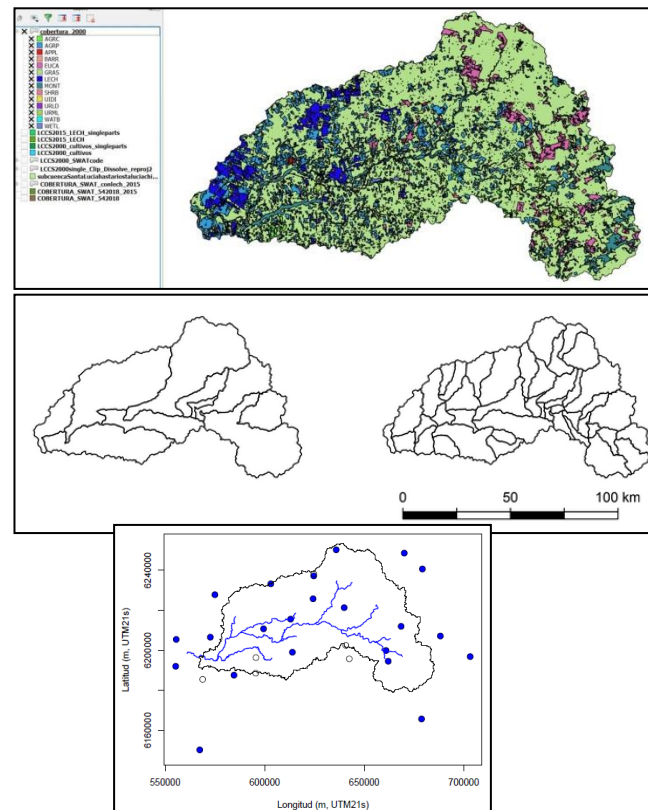 cobertura_2000
AGRC
AGRP
APPL
BARR
EUCA
GRAS
LECH
MONT
SHRB
UIDI
URLD
URML
WATB
WETL
LCCS2015_LECH_singleparts
LCCS2015_LECH
LCCS2000_cultivos_singleparts
LCCS2000_cultivos
LCCS2000_SWATcode
LCCS2000single_Clip_Dissolve_reproj2
COBERTURA_SWAT_542018_2015
COBERTURA_SWAT_542018
0 50 100 km
6240000
6200000
6160000
Latitud (m, UTM21s)
550000 600000 650000 700000
Longitud (m, UTM21s)